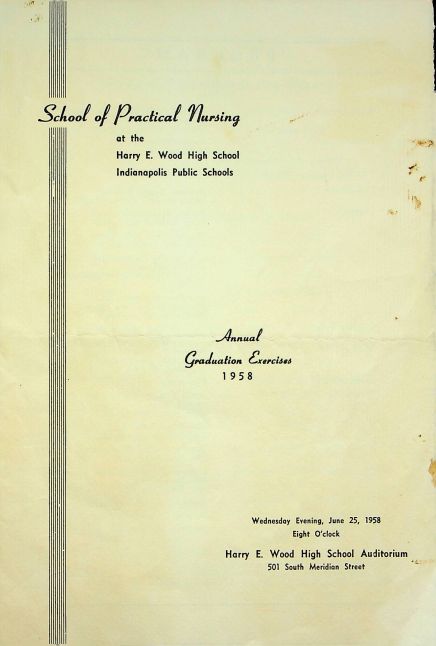 School of Practical Nursing
at the
Harry E. Wood High School
Indianapolis Public Schools
Annual
Graduation Exercises
1958
Wednesday Evening, June 25, 1958
Eight O'clock
Harry E. Wood High School Auditorium
501 South Meridian Street